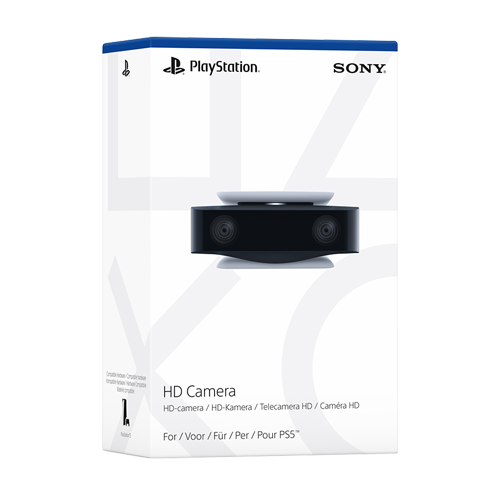 PlayStation.
SONY
HD Camera
HD-camera / HD-Kamera / Telecamera HD / Caméra HD
For / Voor / Für / Per / Pour PS5™